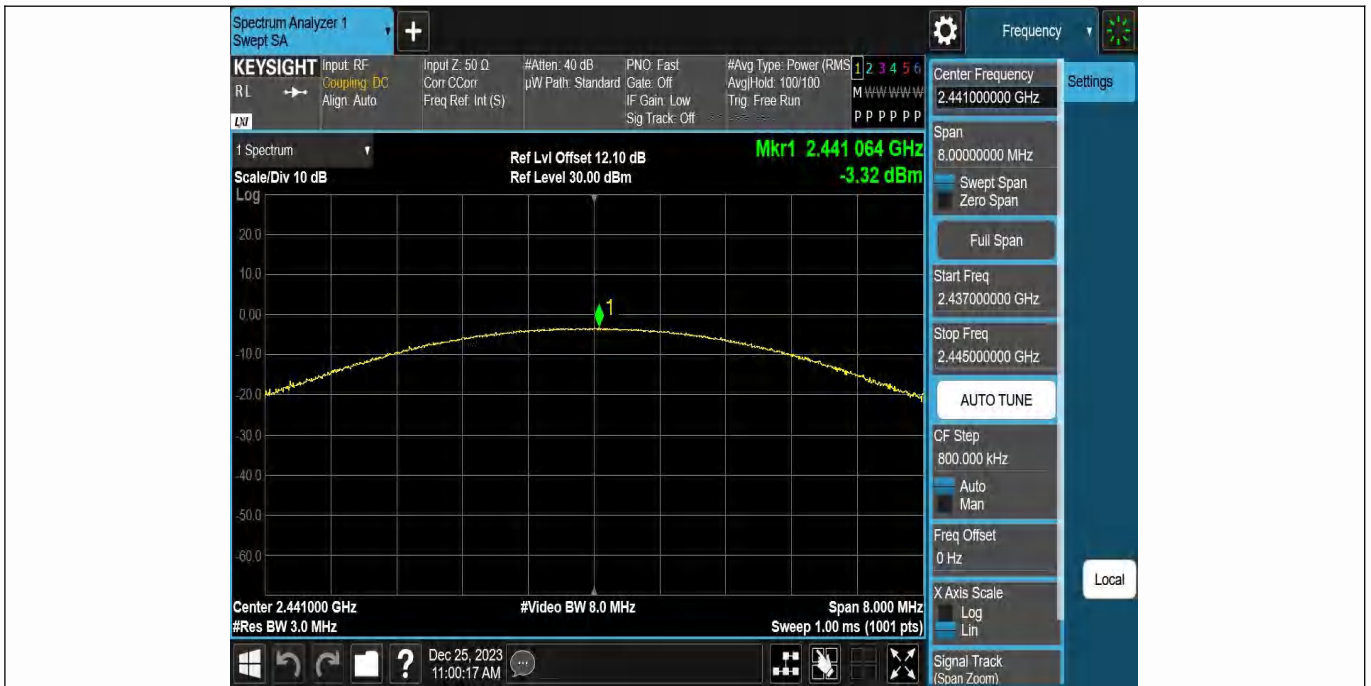 Spectrum Analyzer 1
Swept SA
+
Frequency
KEYSIGHT
RL
LXI
Input: RF
Coupling: DC
Align: Auto
Input Z: 50 Ω
Corr CCorr
Freq Ref: Int (S)
#Atten: 40 dB
µW Path: Standard
PNO: Fast
Gate: Off
IF Gain: Low
Sig Track: Off
#Avg Type: Power (RMS
Avg|Hold: 100/100
Trig: Free Run
1 2 3 4 5 6
M W W W W W
P P P P P P
1 Spectrum
Scale/Div 10 dB
Ref Lvl Offset 12.10 dB
Ref Level 30.00 dBm
Mkr1 2.441 064 GHz
-3.32 dBm
Log
20.0
10.0
0.00
-10.0
-20.0
-30.0
-40.0
-50.0
-60.0
1
Center 2.441000 GHz
#Res BW 3.0 MHz
#Video BW 8.0 MHz
Span 8.000 MHz
Sweep 1.00 ms (1001 pts)
Dec 25, 2023
11:00:17 AM
?
Center Frequency
2.441000000 GHz
Settings
Span
8.00000000 MHz
Swept Span
Zero Span
Full Span
Start Freq
2.437000000 GHz
Stop Freq
2.445000000 GHz
AUTO TUNE
CF Step
800.000 kHz
Auto
Man
Freq Offset
0 Hz
X Axis Scale
Log
Lin
Signal Track
(Span Zoom)
Local